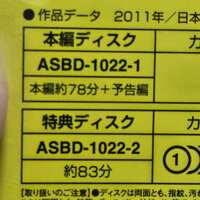 ●作品データ 2011年/日本
本編ディスク
カ
ASBD-1022-1
本編約78分+予告編
特典ディスク
カ
ASBD-1022-2
約83分
【取り扱いのご注意】●ディスクは両面とも、指紋、汚